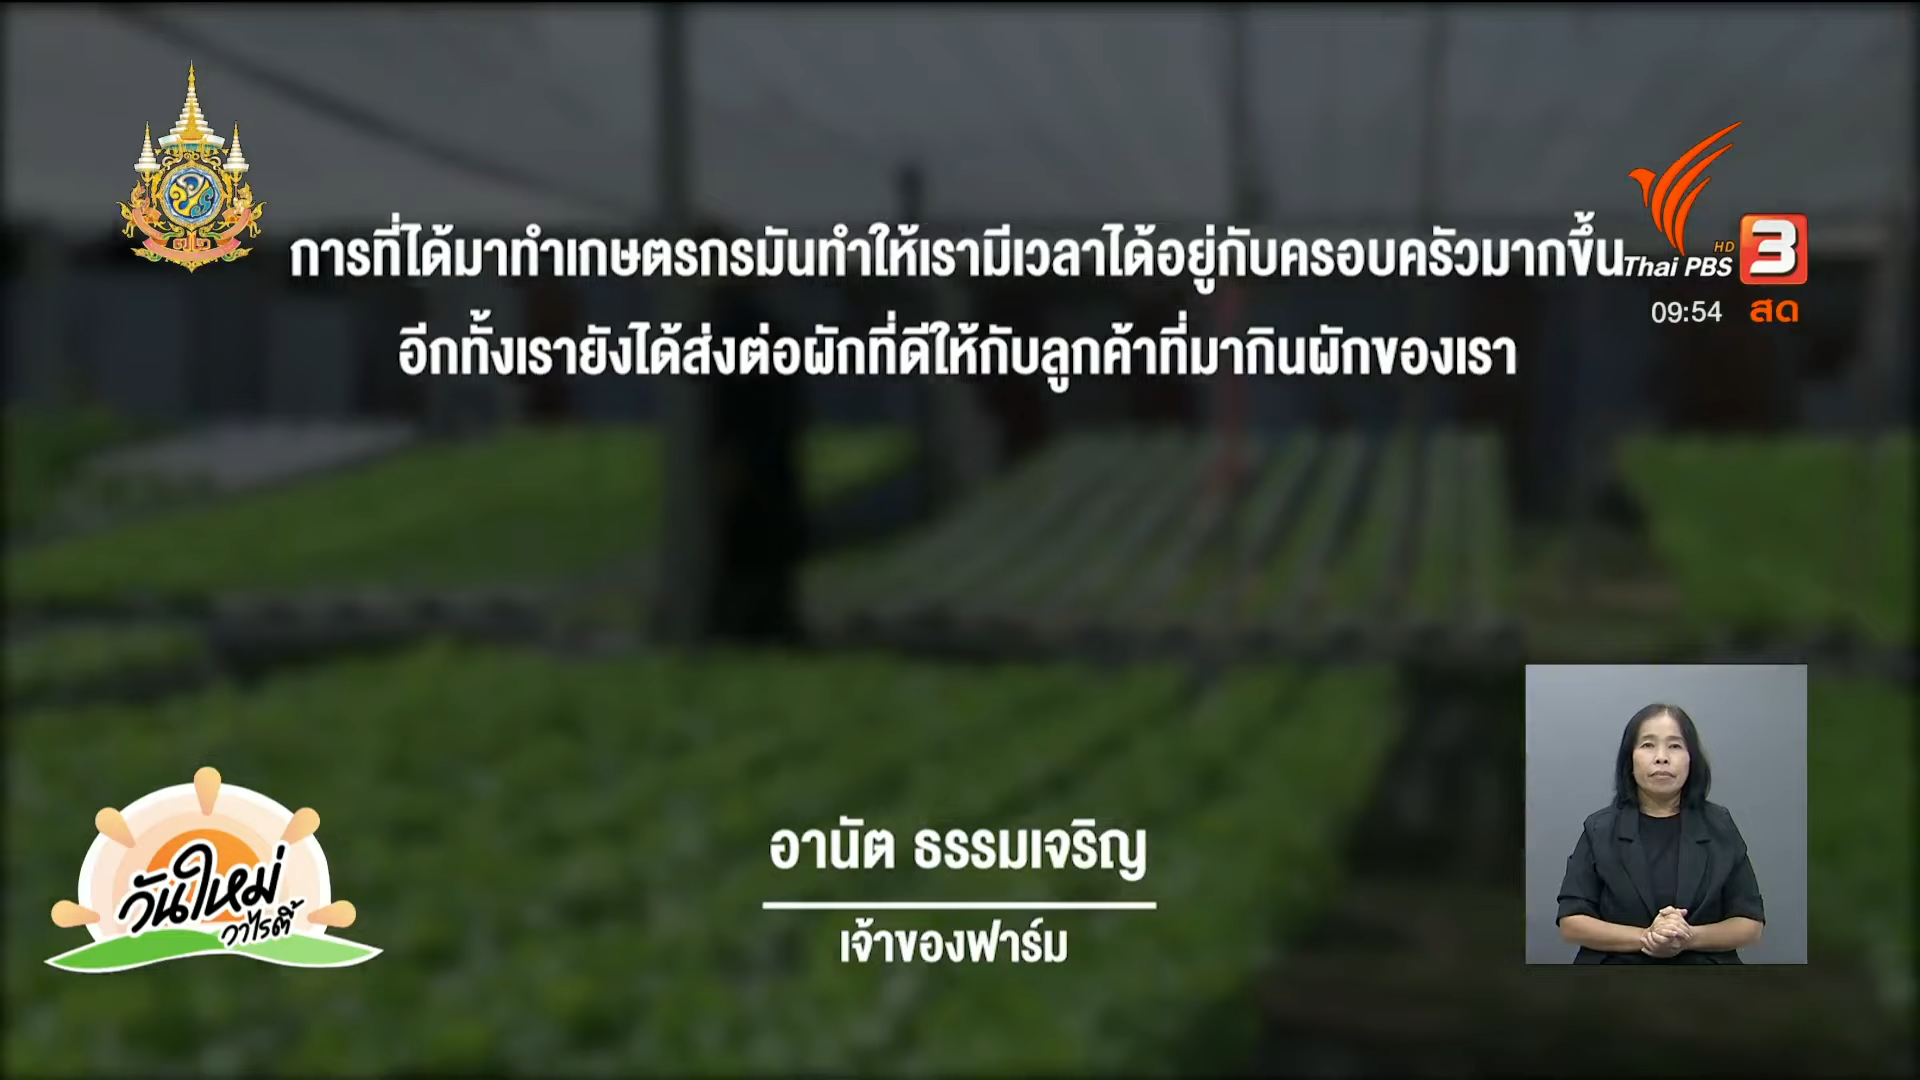 การที่ได้มาทำเกษตรกรมันทำให้เรามีเวลาได้อยู่กับครอบครัวมากขึ้น
อีกทั้งเรายังได้ส่งต่อผักที่ดีให้กับลูกค้าที่มากินผักของเรา
HD
Thai PBS 3
09:54 สด
๗๒
วันใหม่
วาไรตี้
อานัต ธรรมเจริญ
เจ้าของฟาร์ม